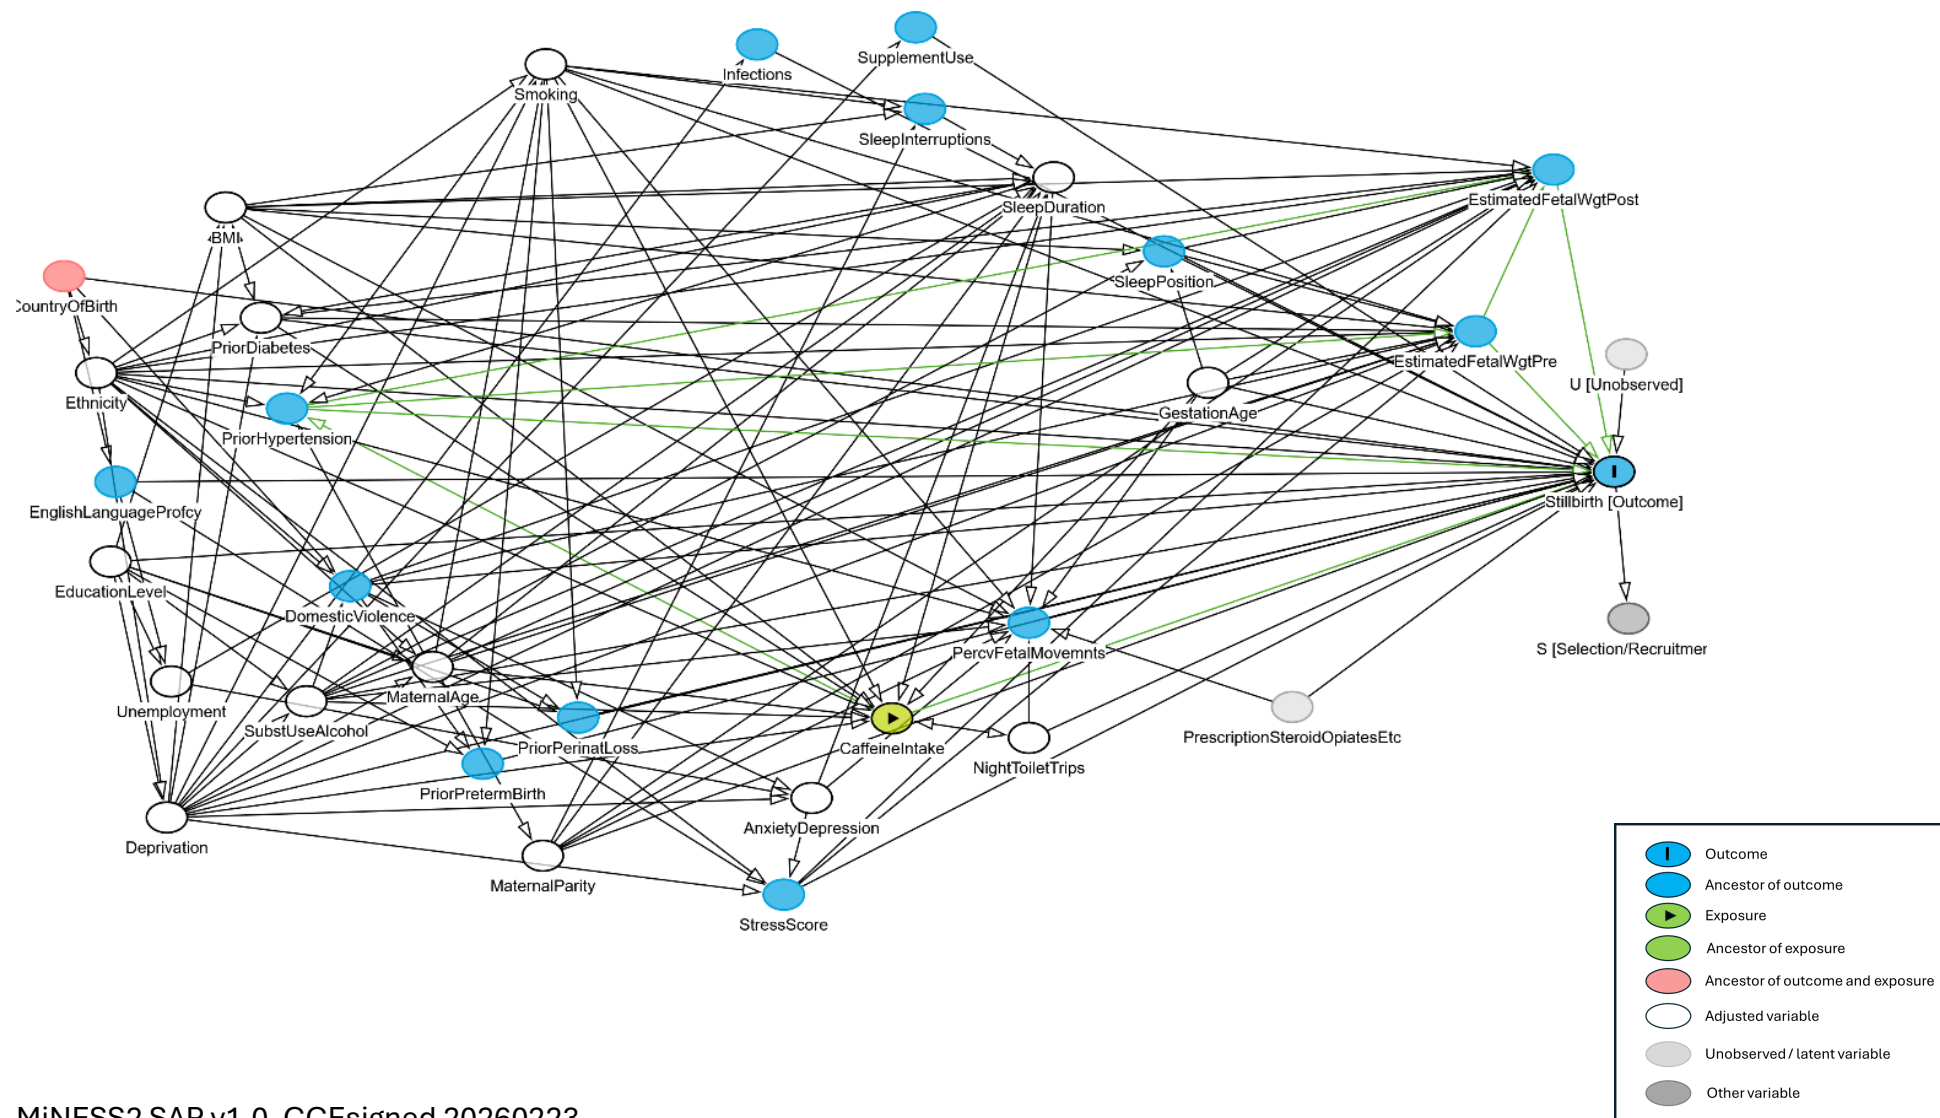 SupplementUse
Infections
Smoking
SleepInterruptions
EstimatedFetalWgtPost
SleepDuration
BMI
SleepPosition
CountryOfBirth
PriorDiabetes
EstimatedFetalWgtPre
U [Unobserved]
Ethnicity
GestationAge
PriorHypertension
Stillbirth [Outcome]
EnglishLanguageProfcy
EducationLevel
DomesticViolence
S [Selection/Recruitmer
PercvFetalMovemnts
MaternalAge
Unemployment
SubstUseAlcohol
PrescriptionSteroidOpiatesEtc
PriorPerinatLoss
CaffeineIntake
NightToiletTrips
PriorPretermBirth
AnxietyDepression
Deprivation
MaternalParity
StressScore
Outcome
Ancestor of outcome
Exposure
Ancestor of exposure
Ancestor of outcome and exposure
Adjusted variable
Unobserved / latent variable
Other variable